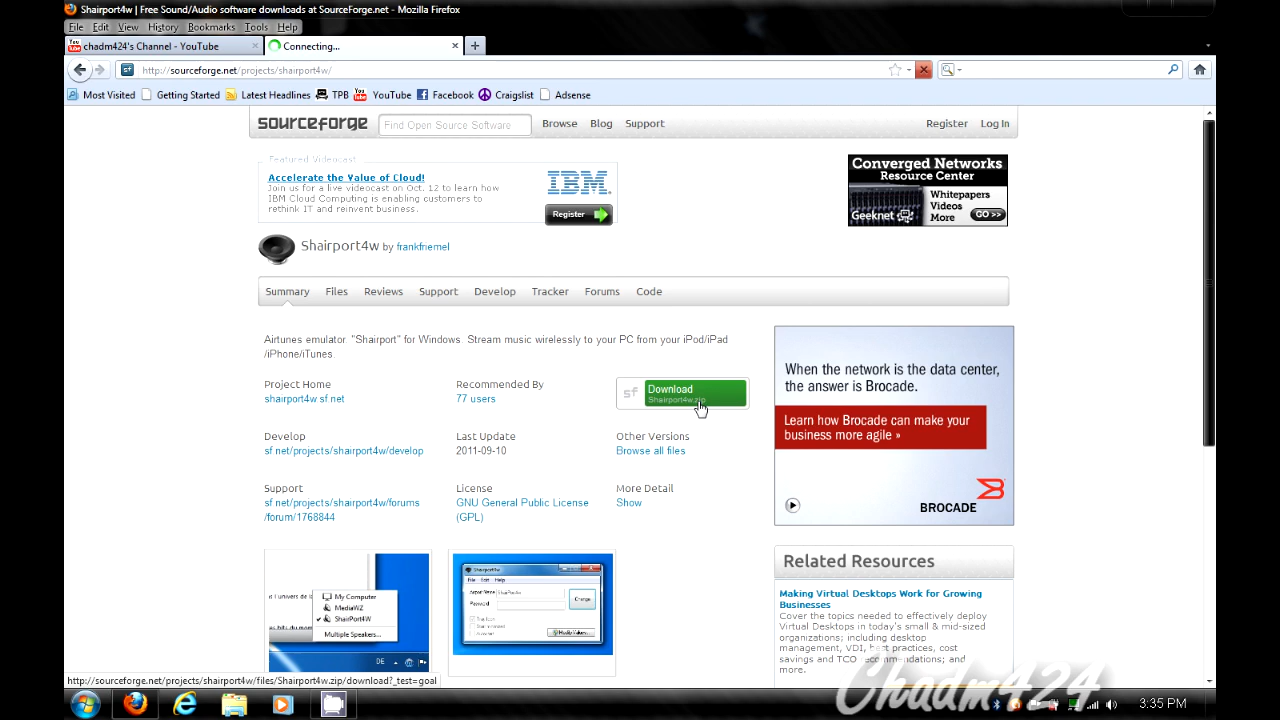 Shairport4w | Free Sound/Audio software downloads at SourceForge.net - Mozilla Firefox
File Edit View History Bookmarks Tools Help
chadm424's Channel - YouTube
Connecting...
http://sourceforge.net/projects/shairport4w/
Most Visited Getting Started Latest Headlines TPB YouTube Facebook Craigslist Adsense
sourceforge Find Open Source Software Browse Blog Support Register Log In
Featured Videocast
Accelerate the Value of Cloud!
Join us for a live videocast on Oct. 12 to learn how
IBM Cloud Computing is enabling customers to
rethink IT and reinvent business.
IBM.
Register
Converged Networks
Resource Center
Whitepapers
Videos
More
Geeknet
GO >>
Shairport4w by frankfriemel
Summary Files Reviews Support Develop Tracker Forums Code
Airtunes emulator. "Shairport" for Windows. Stream music wirelessly to your PC from your iPod/iPad
/iPhone/iTunes.
Project Home
shairport4w sf net
Recommended By
77 users
sf
Download
Shairport4w.zip
Develop
sf net/projects/shairport4w/develop
Last Update
2011-09-10
Other Versions
Browse all files
Support
sf net/projects/shairport4w/forums
/forum/1768844
License
GNU General Public License
(GPL)
More Detail
Show
When the network is the data center,
the answer is Brocade.
Learn how Brocade can make your
business more agile »
BROCADE
My Computer
MediaWZ
ShairPort4W
Multiple Speakers...
DE
Shairport4w
File Edit Help
Password
Change
Related Resources
Making Virtual Desktops Work for Growing
Businesses
Cover the topics needed to effectively deploy
Virtual Desktops in today's small & mid-sized
organizations; including desktop
management, VDI, best practices, cost
savings and TCO recommendations; and
more.
http://sourceforge.net/projects/shairport4w/files/Shairport4w.zip/download?_test=goal
Chadm424
3:35 PM